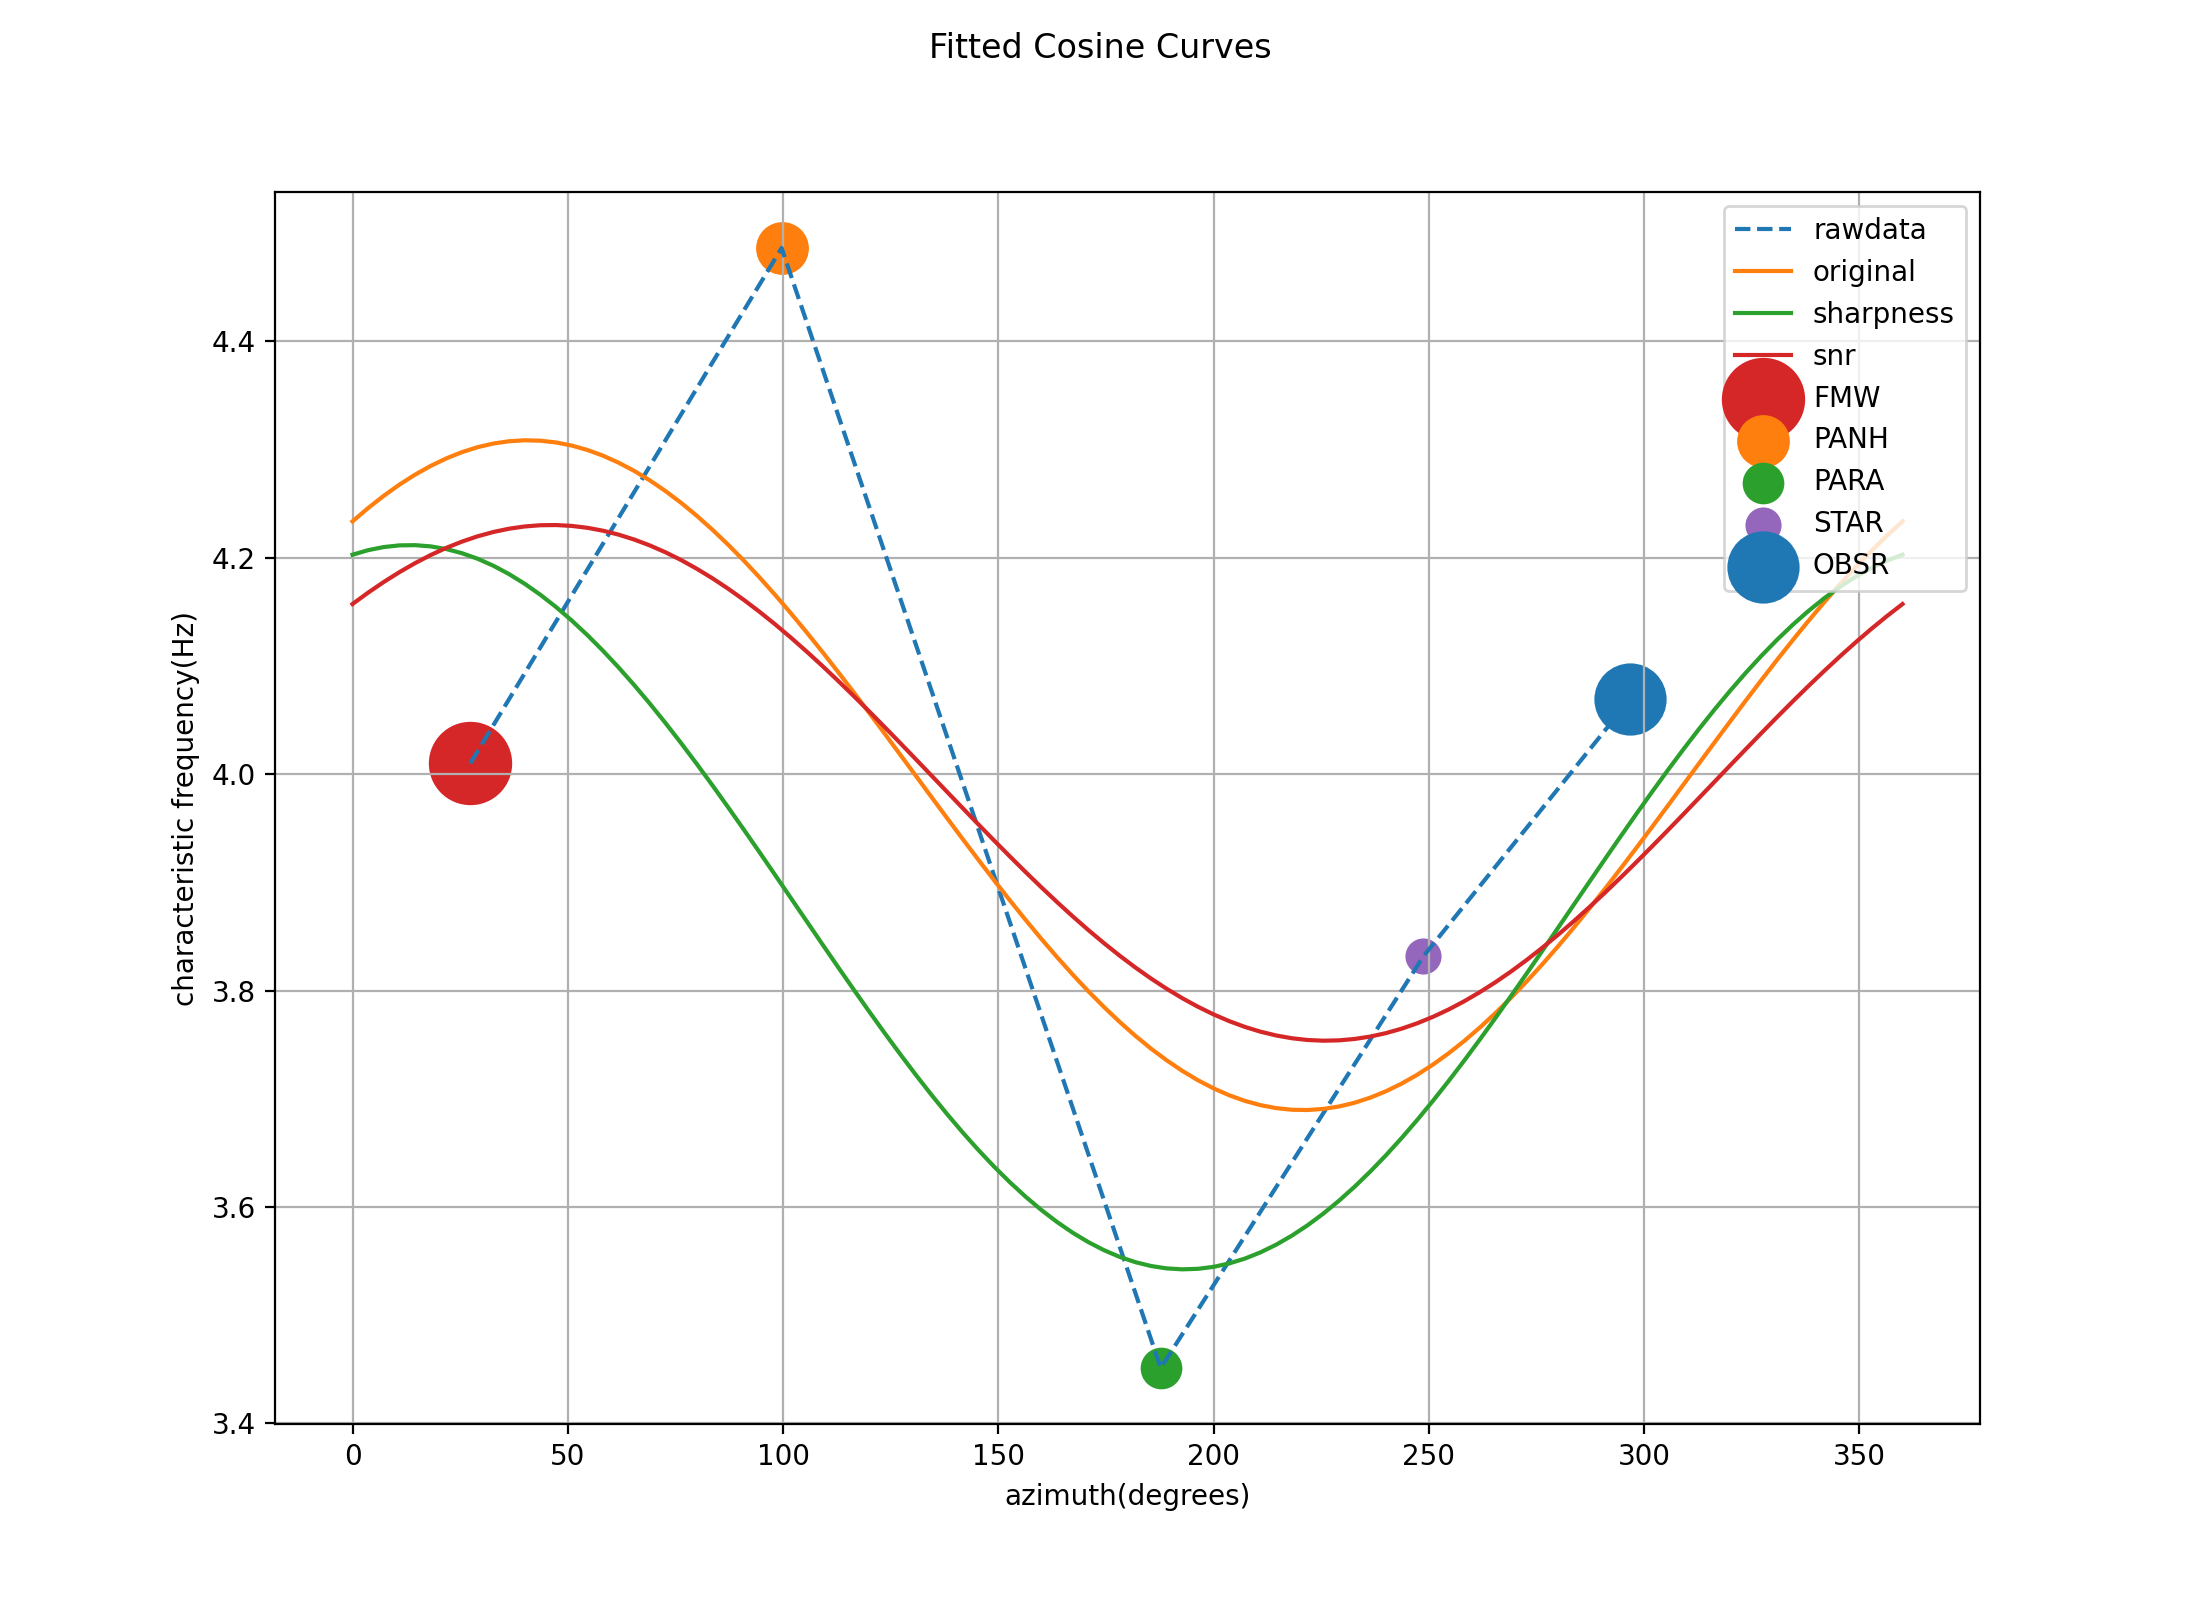 Fitted Cosine Curves
rawdata
original
sharpness
snr
FMW
PANH
PARA
STAR
OBSR
4.4
4.2
4.0
3.8
3.6
3.4
characteristic frequency(Hz)
0 50 100 150 200 250 300 350
azimuth(degrees)